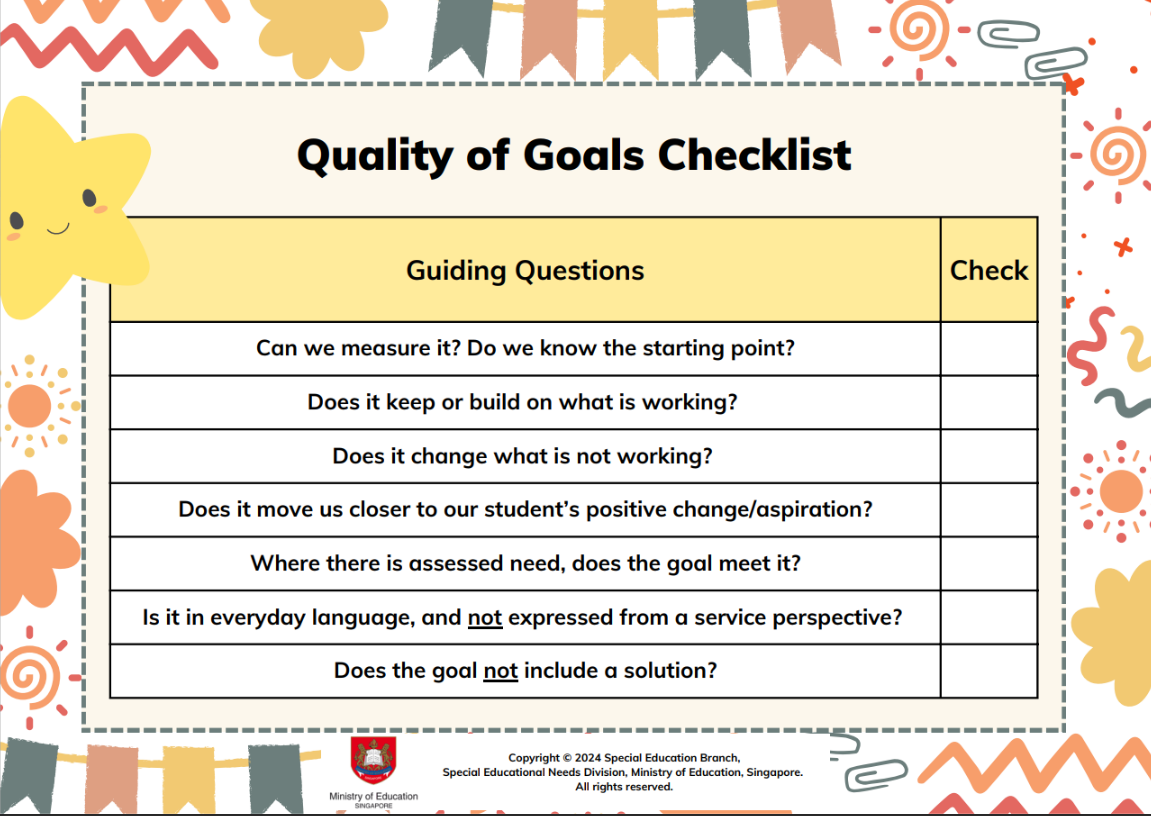 Quality of Goals Checklist
Guiding Questions
Check
Can we measure it? Do we know the starting point?
Does it keep or build on what is working?
Does it change what is not working?
Does it move us closer to our student’s positive change/aspiration?
Where there is assessed need, does the goal meet it?
Is it in everyday language, and not expressed from a service perspective?
Does the goal not include a solution?
Ministry of Education
SINGAPORE
Copyright © 2024 Special Education Branch,
Special Educational Needs Division, Ministry of Education, Singapore.
All rights reserved.